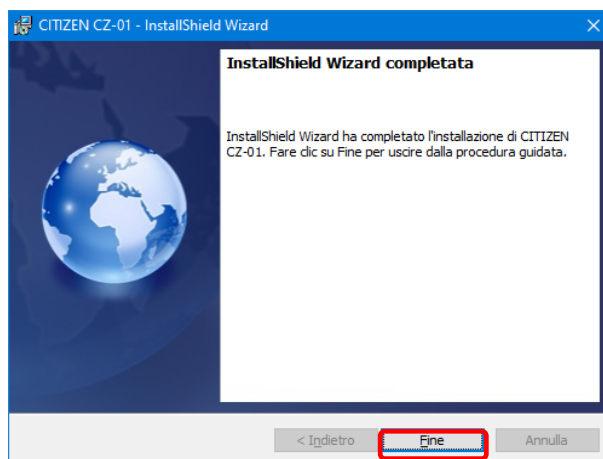 CITIZEN CZ-01 - InstallShield Wizard
InstallShield Wizard completata
InstallShield Wizard ha completato l'installazione di CITIZEN
CZ-01. Fare clic su Fine per uscire dalla procedura guidata.
< Indietro Fine Annulla